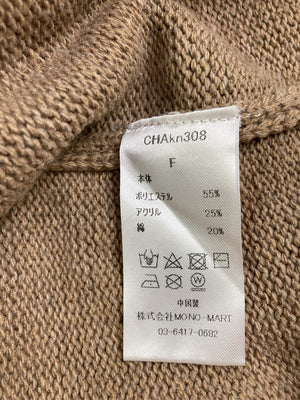 CHAkn308
F
本体
ポリエステル 55%
アクリル 25%
綿 20%
中国製
株式会社MONO-MART
03-6417-0682